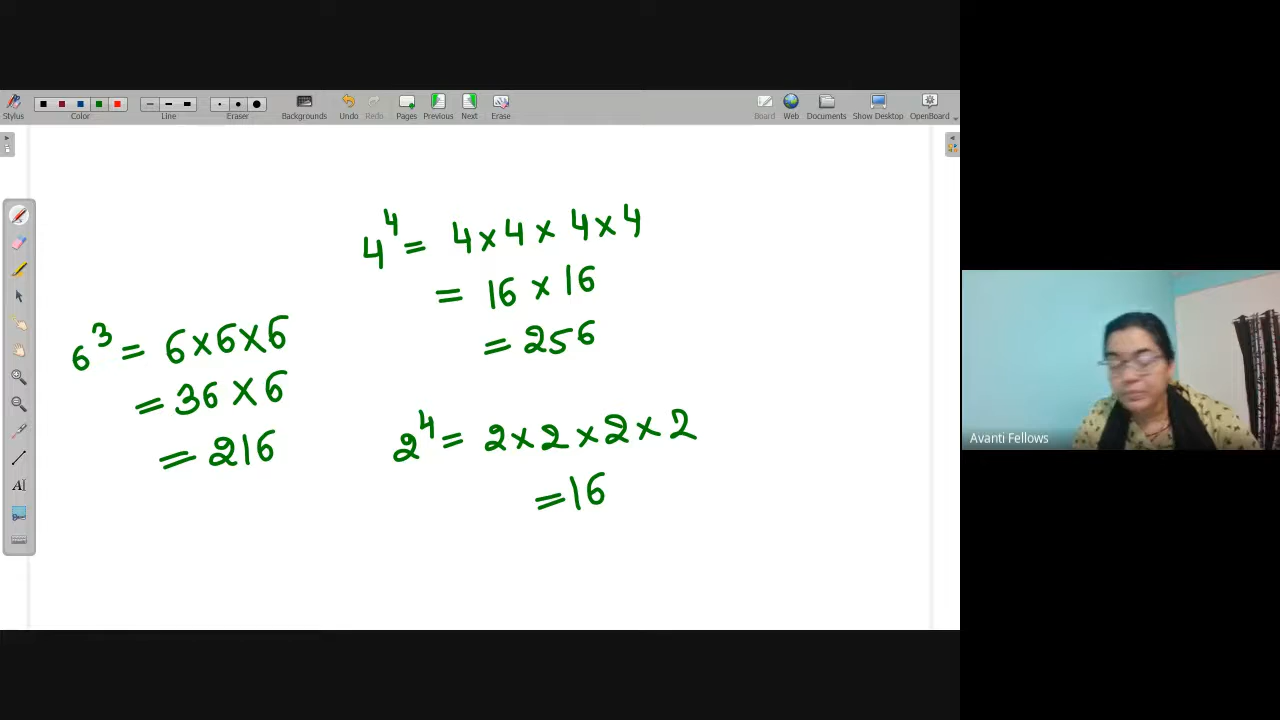 Stylus Color Line Eraser Backgrounds Undo Redo Pages Previous Next Erase Board Web Documents Show Desktop OpenBoard
4⁴ = 4 × 4 × 4 × 4
= 16 × 16
= 256
6³ = 6 × 6 × 6
= 36 × 6
= 216
2⁴ = 2 × 2 × 2 × 2
= 16
Avanti Fellows